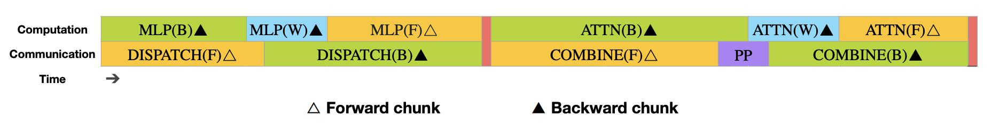 Computation MLP(B)▲ MLP(W)▲ MLP(F)△ ATTN(B)▲ ATTN(W)▲ ATTN(F)△
Communication DISPATCH(F)△ DISPATCH(B)▲ COMBINE(F)△ PP COMBINE(B)▲
Time ➔
△ Forward chunk ▲ Backward chunk